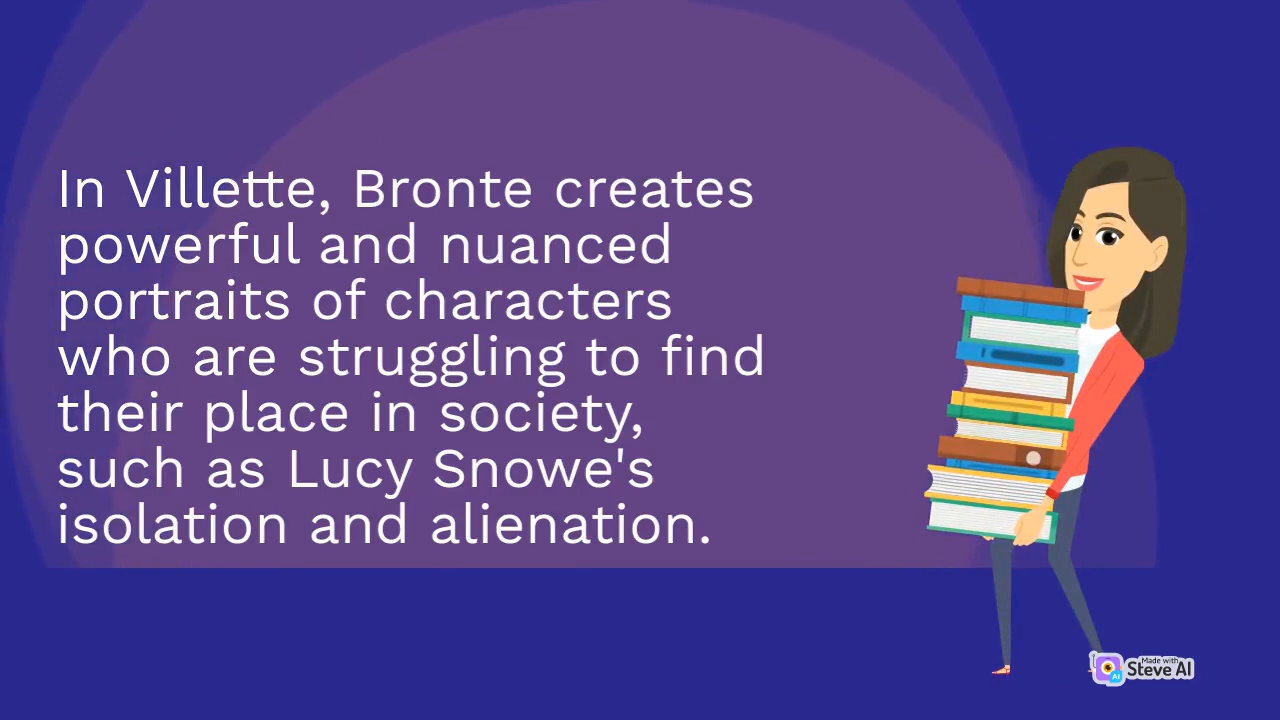 In Villette, Bronte creates
powerful and nuanced
portraits of characters
who are struggling to find
their place in society,
such as Lucy Snowe's
isolation and alienation.
Made with
Steve AI
AI